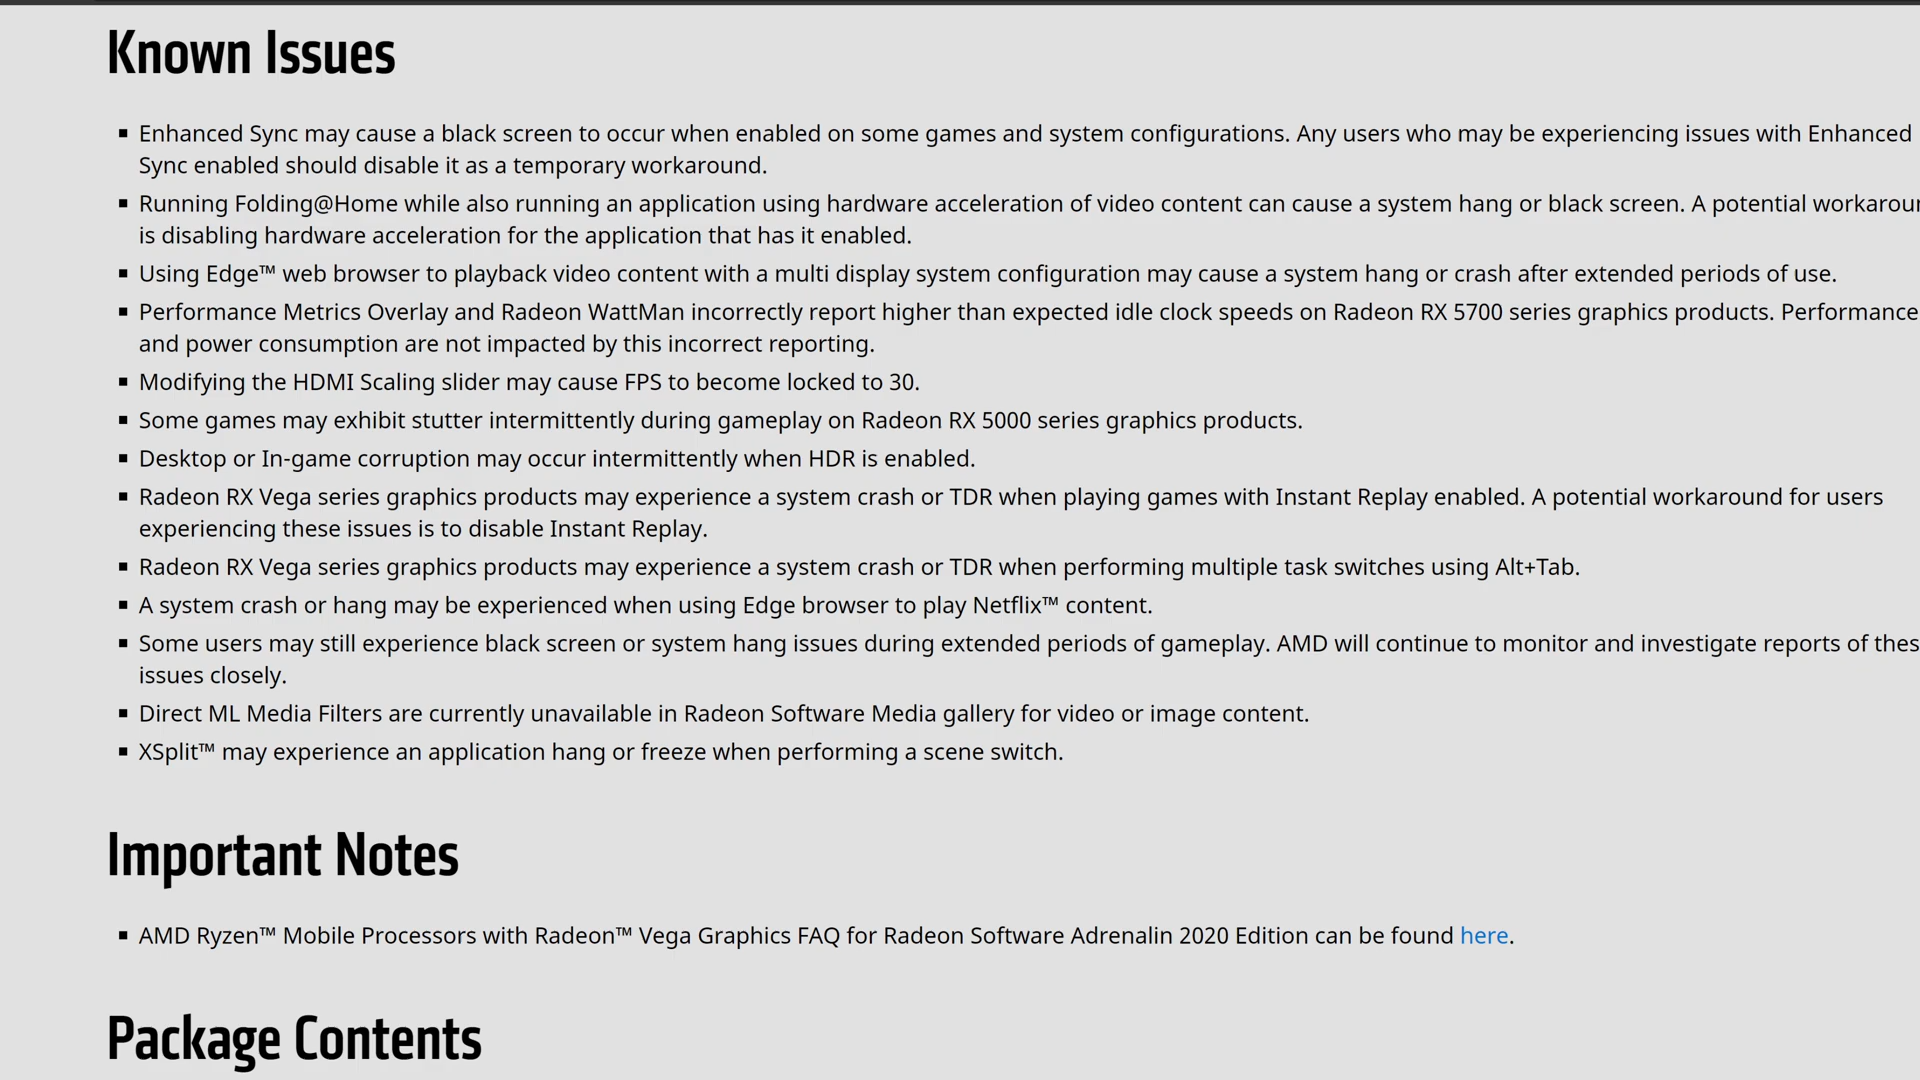 Known Issues
Enhanced Sync may cause a black screen to occur when enabled on some games and system configurations. Any users who may be experiencing issues with Enhanced
Sync enabled should disable it as a temporary workaround.
Running Folding@Home while also running an application using hardware acceleration of video content can cause a system hang or black screen. A potential
is disabling hardware acceleration for the application that has it enabled.
Using Edge™ web browser to playback video content with a multi display system configuration may cause a system hang or crash after extended periods of use.
Performance Metrics Overlay and Radeon WattMan incorrectly report higher than expected idle clock speeds on Radeon RX 5700 series graphics products. Performance
and power consumption are not impacted by this incorrect reporting.
Modifying the HDMI Scaling slider may cause FPS to become locked to 30.
Some games may exhibit stutter intermittently during gameplay on Radeon RX 5000 series graphics products.
Desktop or In-game corruption may occur intermittently when HDR is enabled.
Radeon RX Vega series graphics products may experience a system crash or TDR when playing games with Instant Replay enabled. A potential workaround for users
experiencing these issues is to disable Instant Replay.
Radeon RX Vega series graphics products may experience a system crash or TDR when performing multiple task switches using Alt+Tab.
A system crash or hang may be experienced when using Edge browser to play Netflix™ content.
Some users may still experience black screen or system hang issues during extended periods of gameplay. AMD will continue to monitor and investigate reports of
issues closely.
Direct ML Media Filters are currently unavailable in Radeon Software Media gallery for video or image content.
XSplit™ may experience an application hang or freeze when performing a scene switch.
Important Notes
AMD Ryzen™ Mobile Processors with Radeon™ Vega Graphics FAQ for Radeon Software Adrenalin 2020 Edition can be found here.
Package Contents